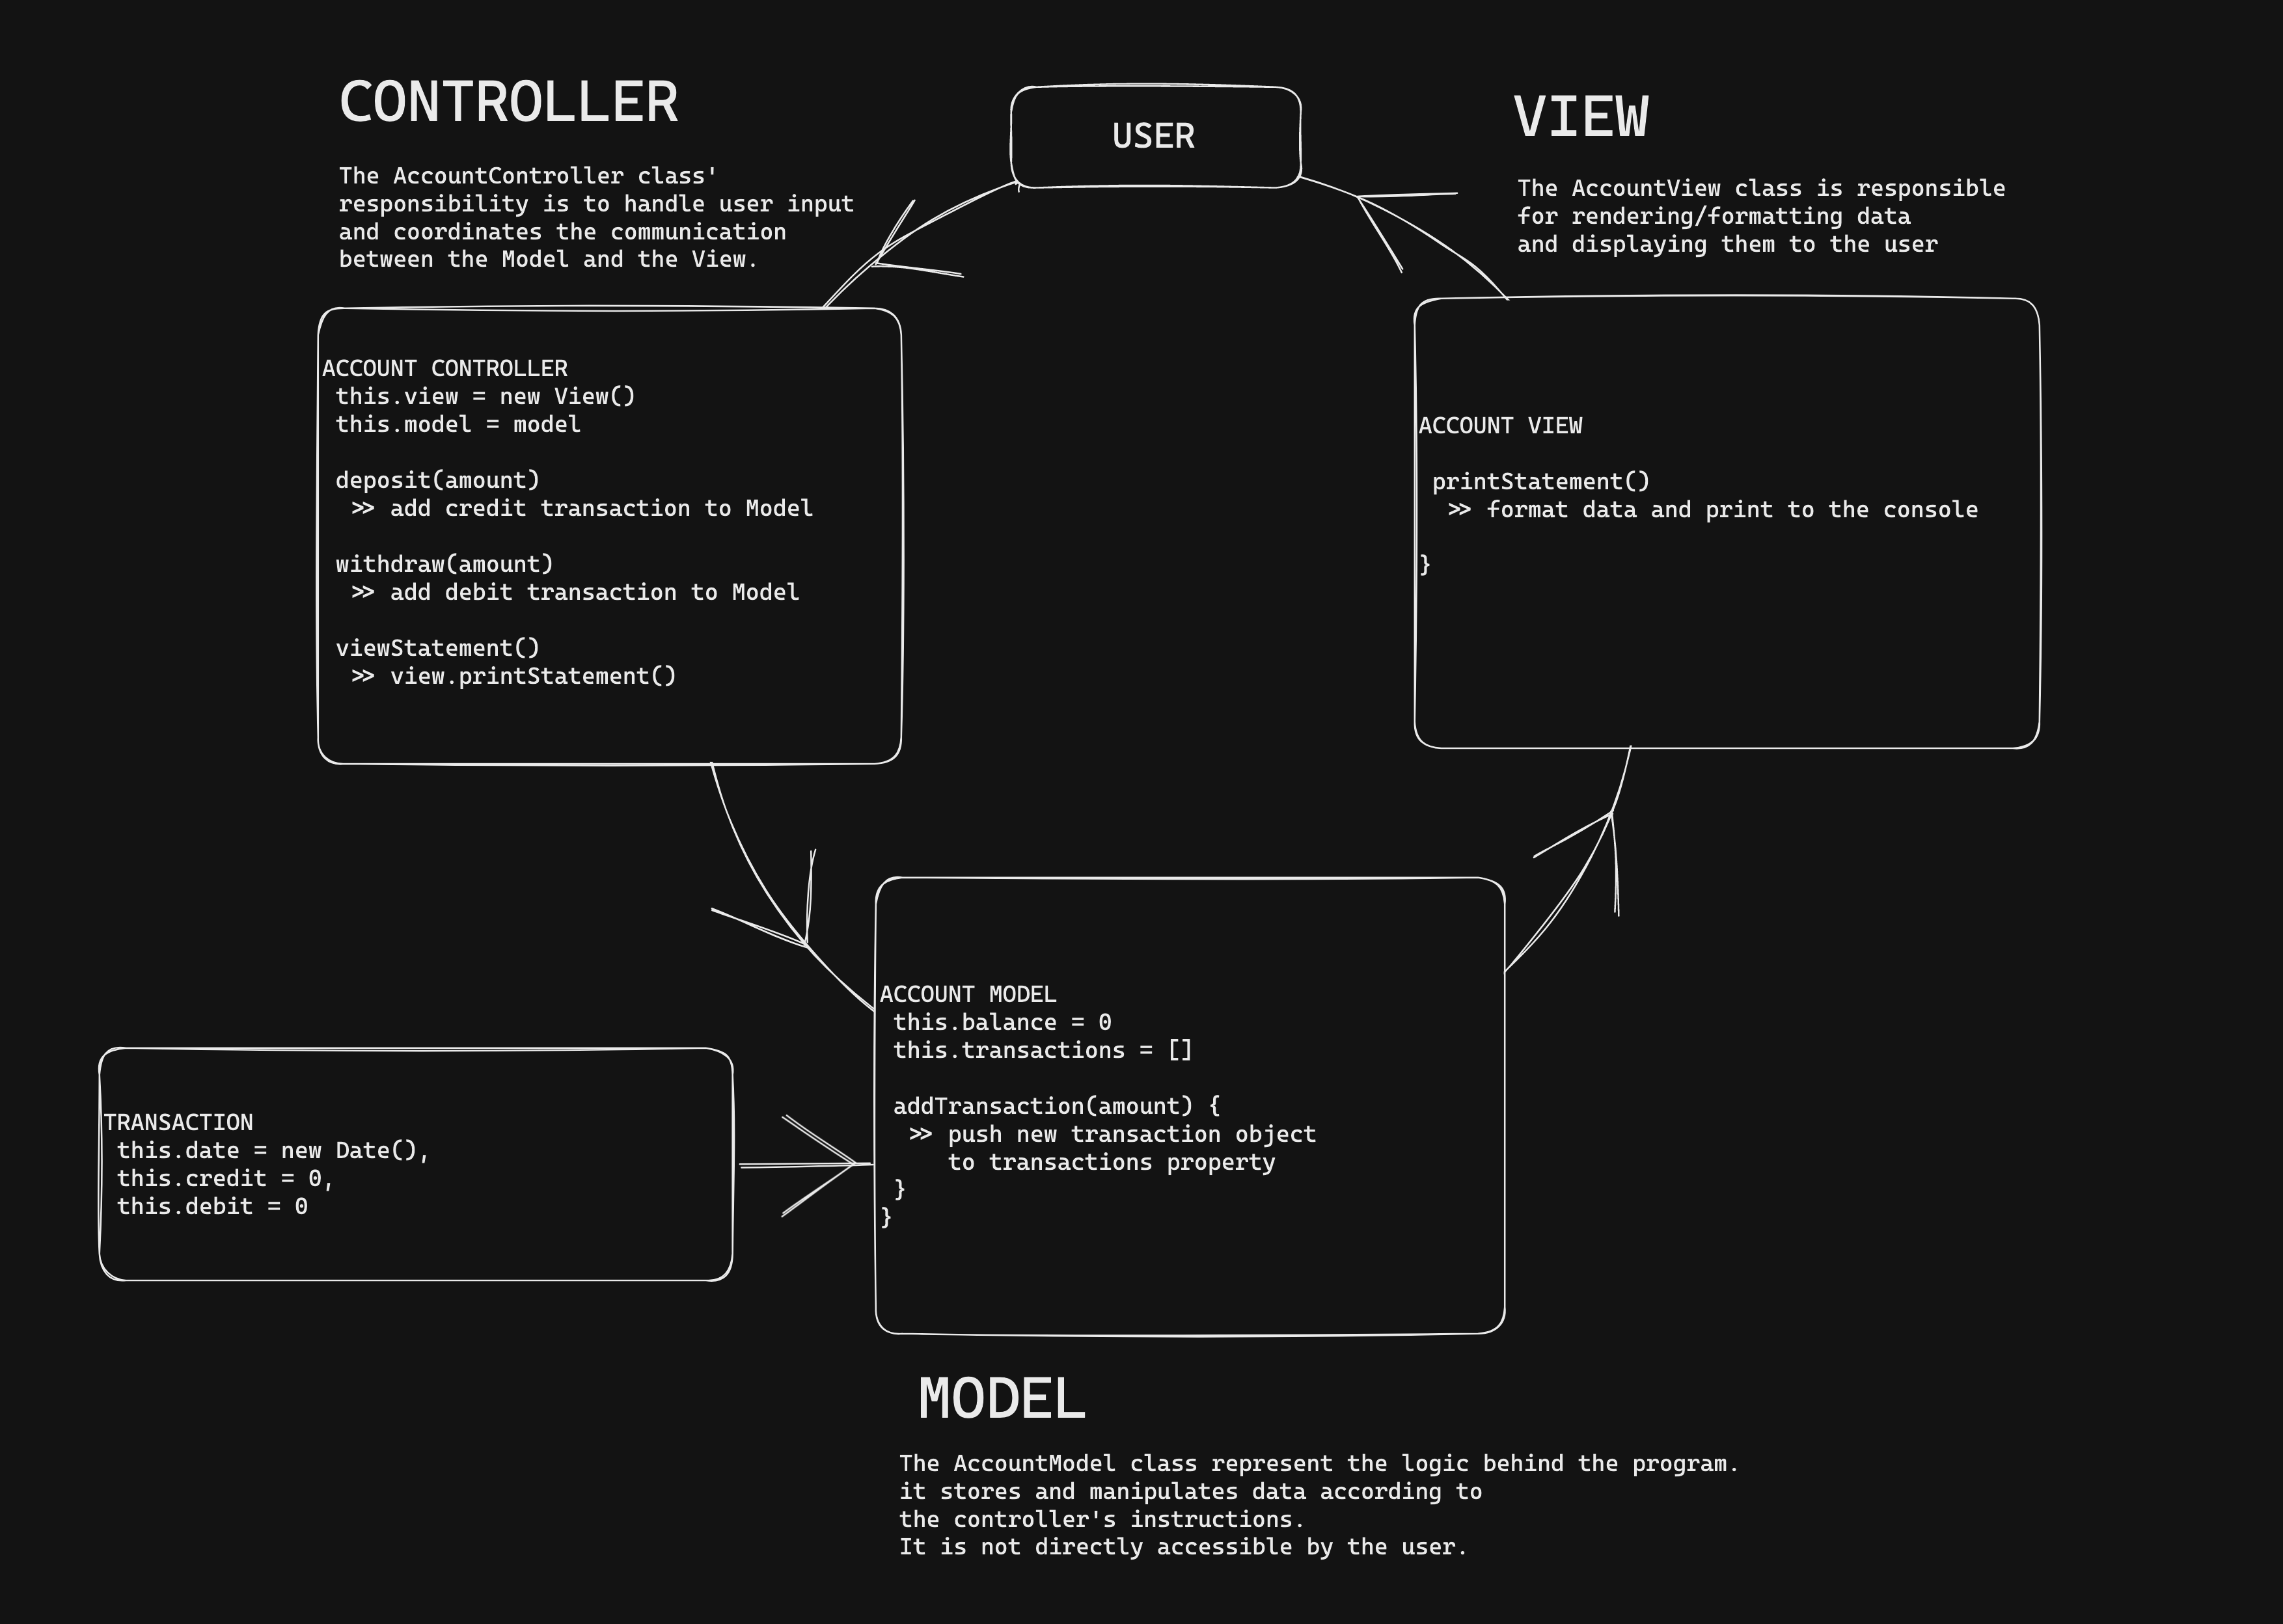 CONTROLLER
The AccountController class'
responsibility is to handle user input
and coordinates the communication
between the Model and the View.
USER
VIEW
The AccountView class is responsible
for rendering/formatting data
and displaying them to the user
ACCOUNT CONTROLLER
this.view = new View()
this.model = model
deposit(amount)
>> add credit transaction to Model
withdraw(amount)
>> add debit transaction to Model
viewStatement()
>> view.printStatement()
ACCOUNT VIEW
printStatement()
>> format data and print to the console
}
TRANSACTION
this.date = new Date(),
this.credit = 0,
this.debit = 0
ACCOUNT MODEL
this.balance = 0
this.transactions = []
addTransaction(amount) {
>> push new transaction object
to transactions property
}
}
MODEL
The AccountModel class represent the logic behind the program.
it stores and manipulates data according to
the controller's instructions.
It is not directly accessible by the user.